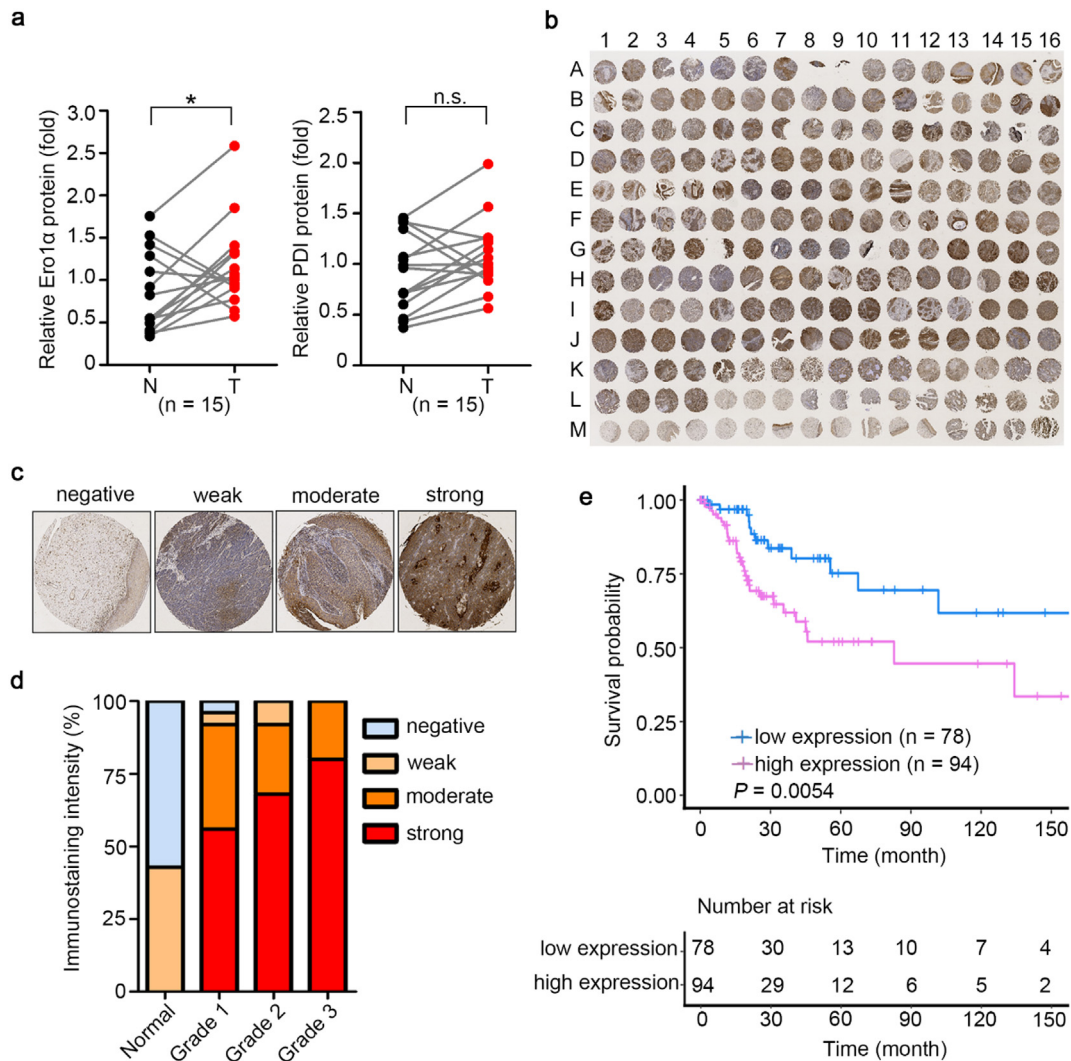 a
Relative Ero1α protein (fold)
3.0
2.5
2.0
1.5
1.0
0.5
0
*
N
T
(n = 15)
Relative PDI protein (fold)
2.5
2.0
1.5
1.0
0.5
0
n.s.
N
T
(n = 15)
b
1 2 3 4 5 6 7 8 9 10 11 12 13 14 15 16
A
B
C
D
E
F
G
H
I
J
K
L
M
c
negative weak moderate strong
d
Immunostaining intensity (%)
100
75
50
25
0
Normal
Grade 1
Grade 2
Grade 3
negative
weak
moderate
strong
e
Survival probability
1.00
0.75
0.50
0.25
0.00
low expression (n = 78)
high expression (n = 94)
P = 0.0054
0 30 60 90 120 150
Time (month)
Number at risk
low expression 78 30 13 10 7 4
high expression 94 29 12 6 5 2
0 30 60 90 120 150
Time (month)